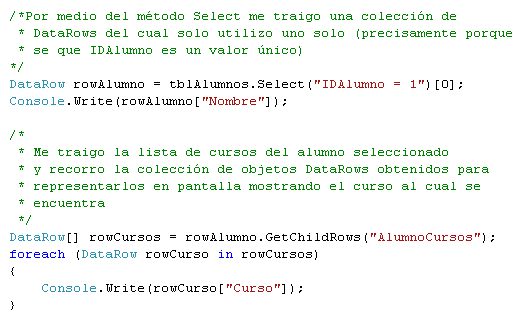 /*Por medio del método Select me traigo una colección de
 * DataRows del cual solo utilizo uno solo (precisamente porque
 * se que IDAlumno es un valor único)
*/
DataRow rowAlumno = tblAlumnos.Select("IDAlumno = 1")[0];
Console.Write(rowAlumno["Nombre"]);
/*
 * Me traigo la lista de cursos del alumno seleccionado
 * y recorro la colección de objetos DataRows obtenidos para
 * representarlos en pantalla mostrando el curso al cual se
 * encuentra
 */
DataRow[] rowCursos = rowAlumno.GetChildRows("AlumnoCursos");
foreach (DataRow rowCurso in rowCursos)
{
    Console.Write(rowCurso["Curso"]);
}